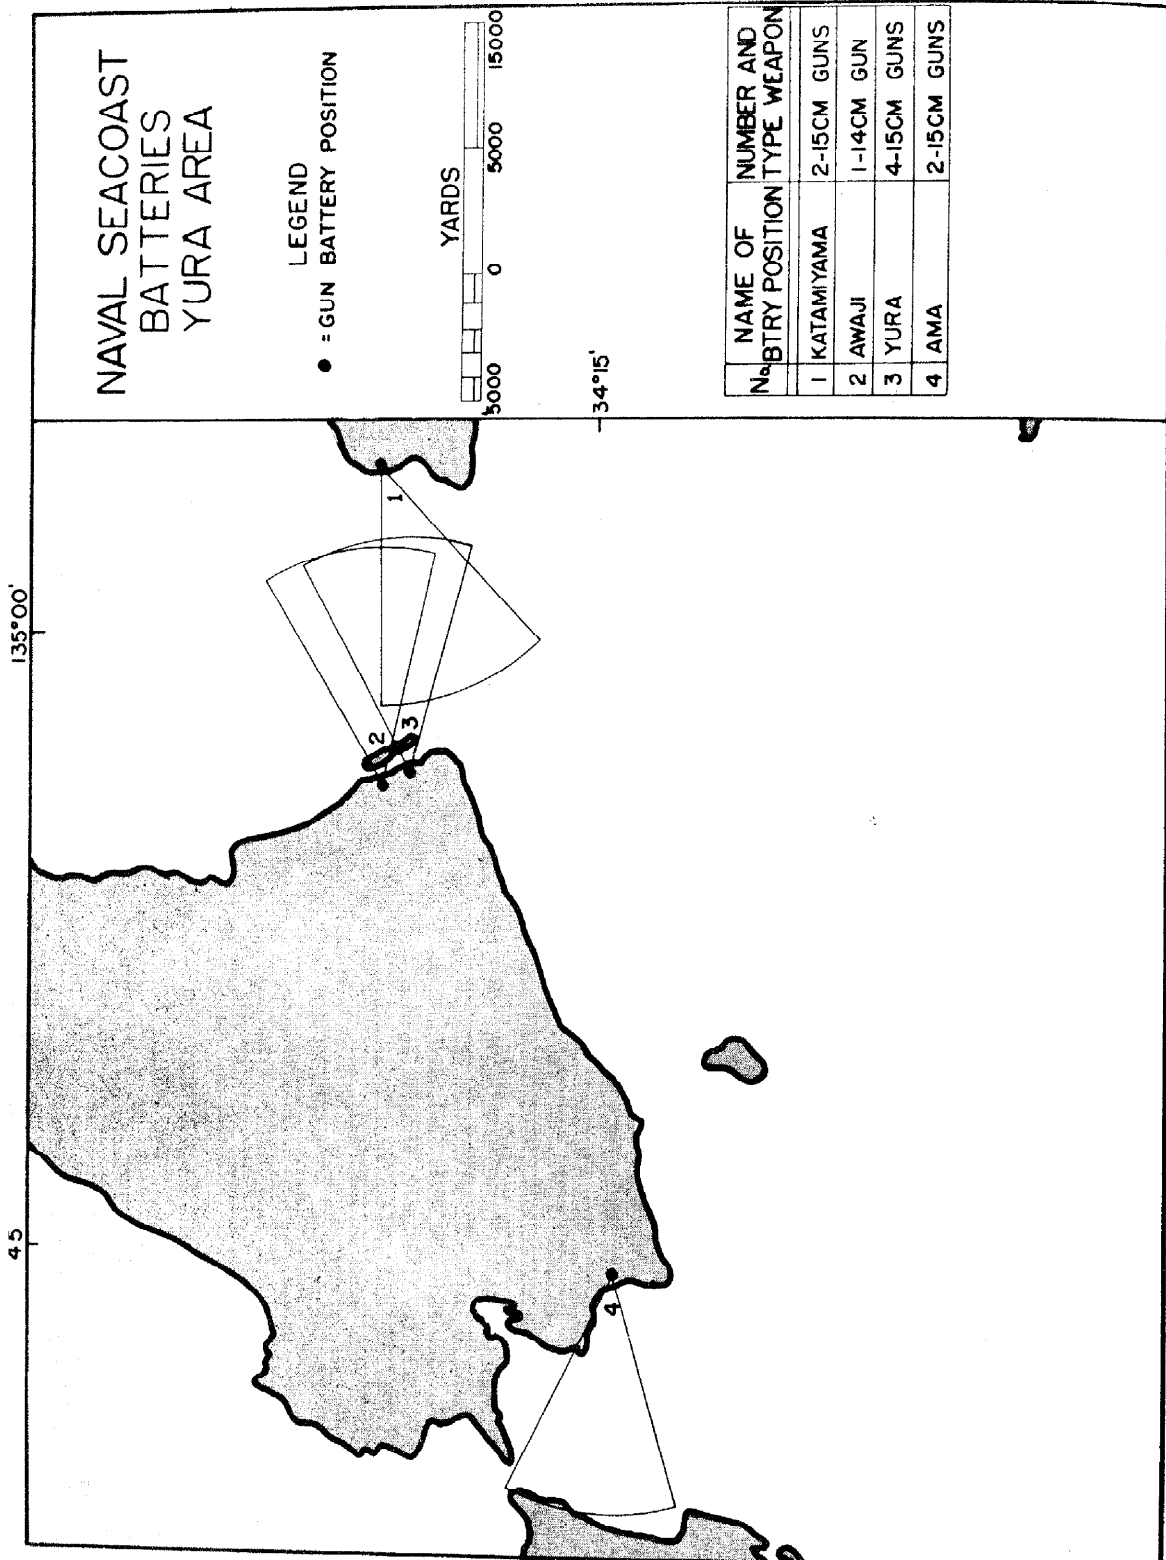 NAVAL SEACOAST
BATTERIES
YURA AREA
LEGEND
● = GUN BATTERY POSITION
YARDS
5000 0 5000 15000
No. NAME OF BTRY POSITION NUMBER AND TYPE WEAPON
1 KATAMIYAMA 2-15CM GUNS
2 AWAJI 1-14CM GUN
3 YURA 4-15CM GUNS
4 AMA 2-15CM GUNS
45
135°00'
34°15'
1
2
3
4